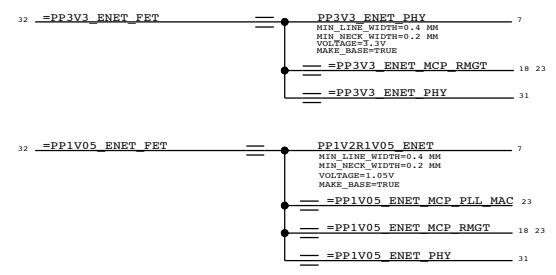 32 =PP3V3_ENET_FET PP3V3_ENET_PHY 7
MIN_LINE_WIDTH=0.4 MM
MIN_NECK_WIDTH=0.2 MM
VOLTAGE=3.3V
MAKE_BASE=TRUE
=PP3V3_ENET_MCP_RMGT 18 23
=PP3V3_ENET_PHY 31
32 =PP1V05_ENET_FET PP1V2R1V05_ENET 7
MIN_LINE_WIDTH=0.4 MM
MIN_NECK_WIDTH=0.2 MM
VOLTAGE=1.05V
MAKE_BASE=TRUE
=PP1V05_ENET_MCP_PLL_MAC 23
=PP1V05_ENET_MCP_RMGT 18 23
=PP1V05_ENET_PHY 31